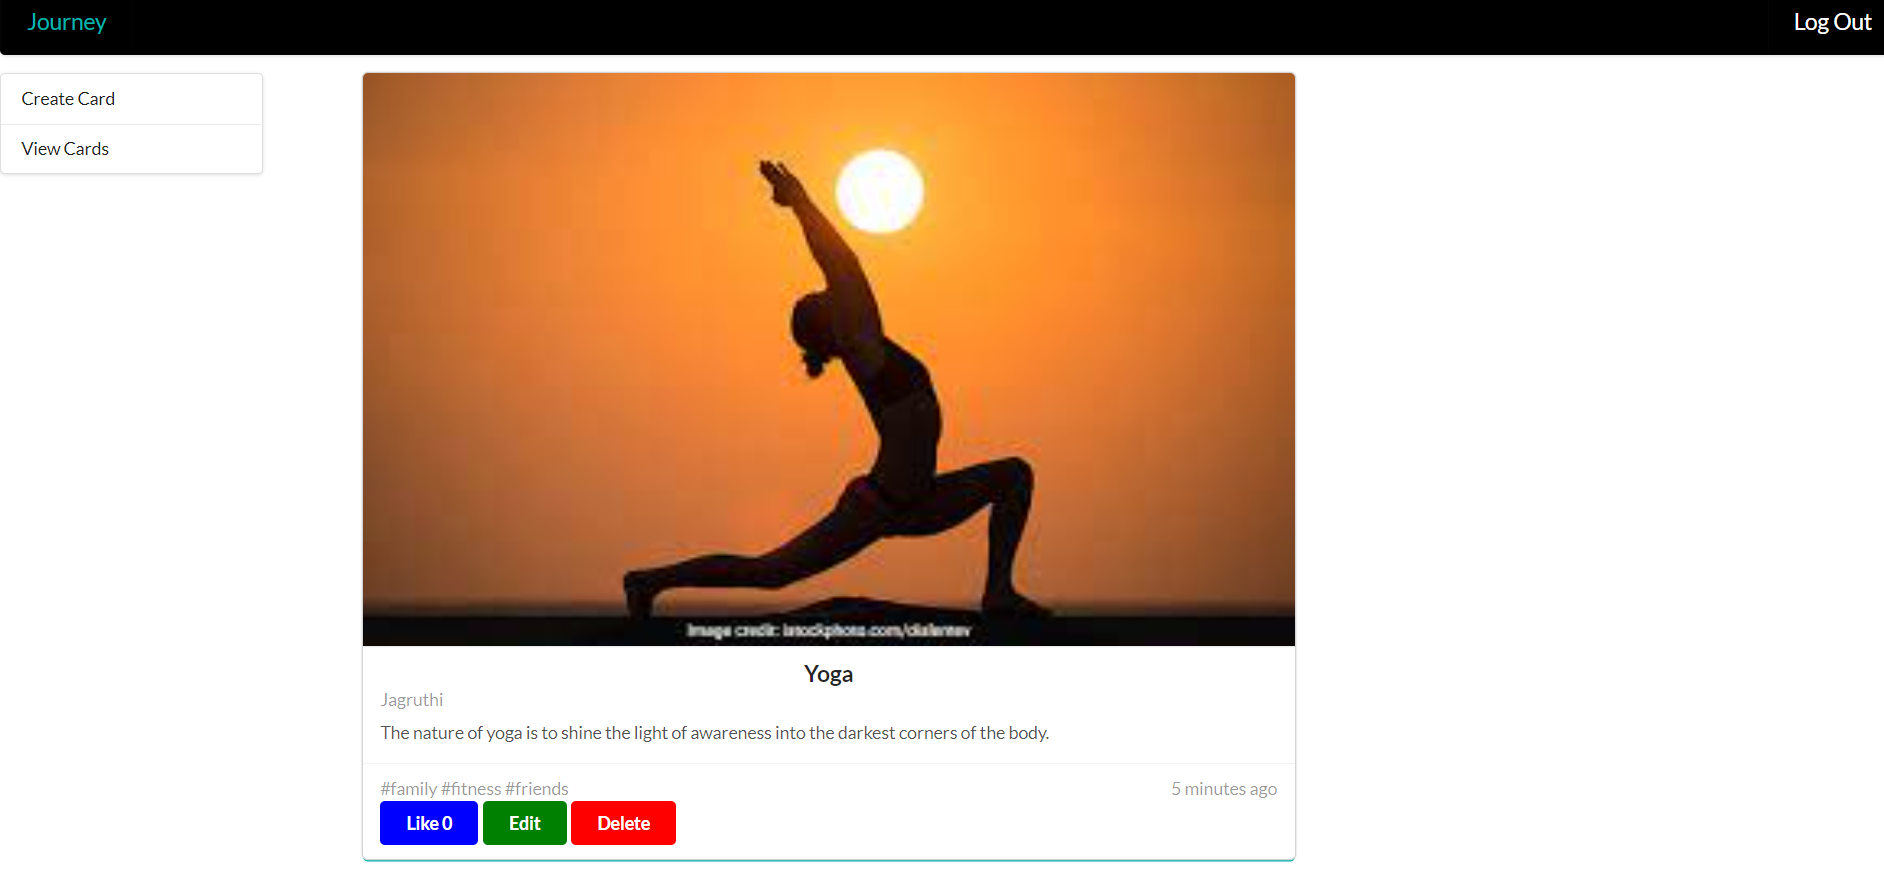 Journey
Log Out
Create Card
View Cards
Image credit: istockphoto.com/
Yoga
Jagruthi
The nature of yoga is to shine the light of awareness into the darkest corners of the body.
#family #fitness #friends
5 minutes ago
Like 0
Edit
Delete